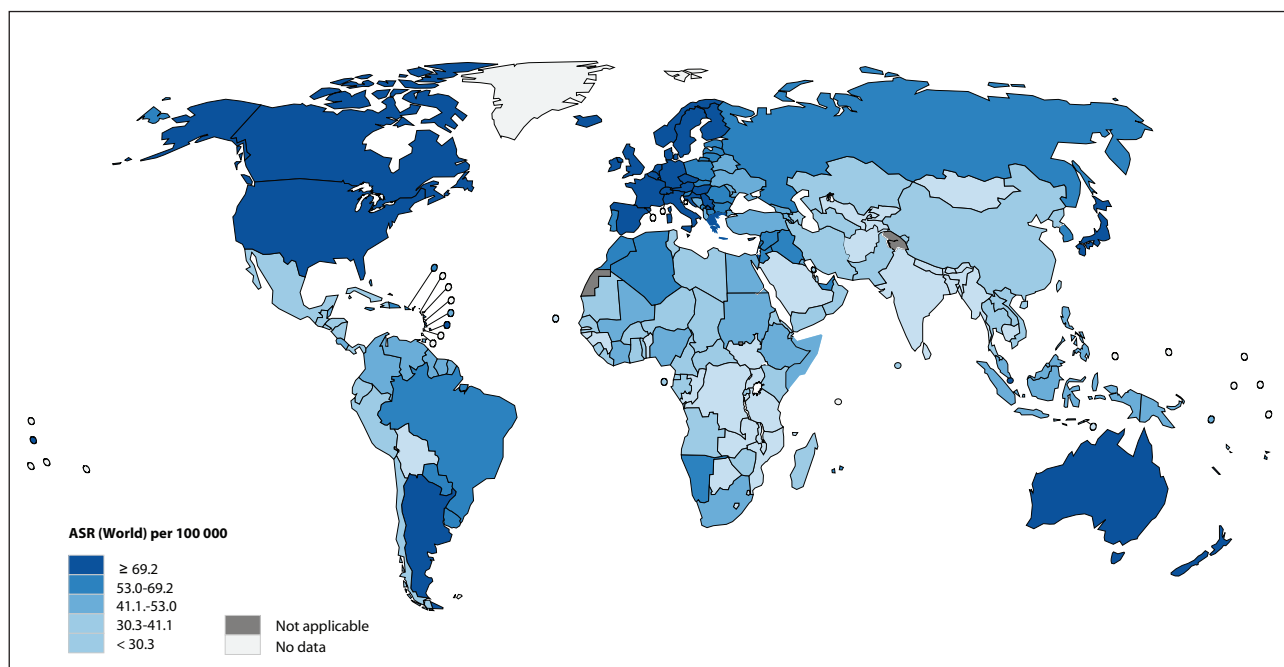 ASR (World) per 100 000
≥ 69.2
53.0-69.2
41.1.-53.0
30.3-41.1
< 30.3
Not applicable
No data